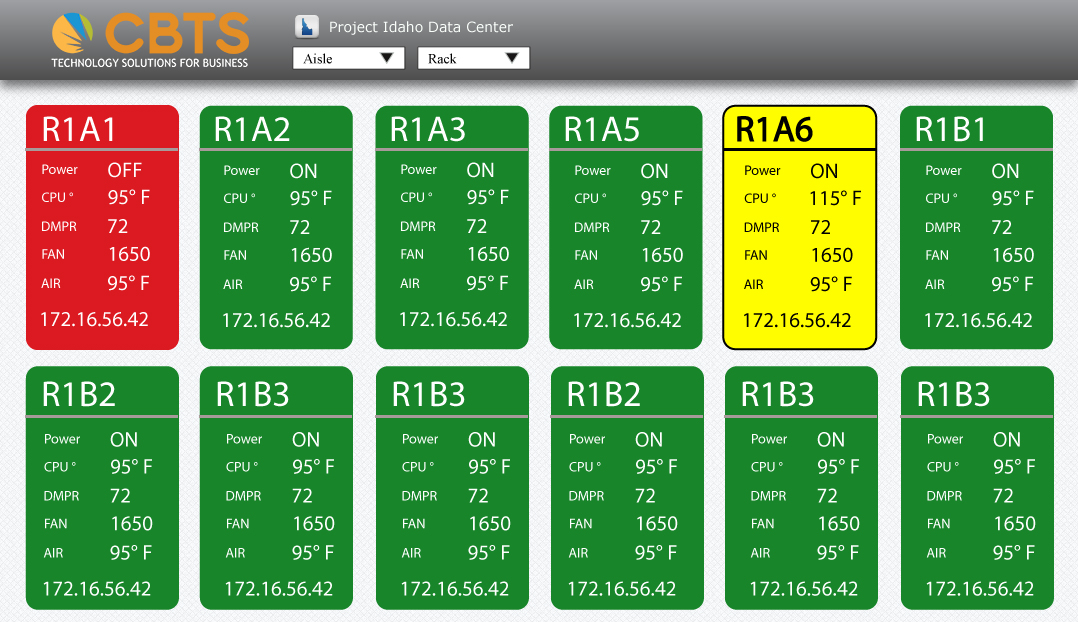 CBTS
TECHNOLOGY SOLUTIONS FOR BUSINESS
Project Idaho Data Center
Aisle
Rack
R1A1
Power OFF
CPU ° 95° F
DMPR 72
FAN 1650
AIR 95° F
172.16.56.42
R1A2
Power ON
CPU ° 95° F
DMPR 72
FAN 1650
AIR 95° F
172.16.56.42
R1A3
Power ON
CPU ° 95° F
DMPR 72
FAN 1650
AIR 95° F
172.16.56.42
R1A5
Power ON
CPU ° 95° F
DMPR 72
FAN 1650
AIR 95° F
172.16.56.42
R1A6
Power ON
CPU ° 115° F
DMPR 72
FAN 1650
AIR 95° F
172.16.56.42
R1B1
Power ON
CPU ° 95° F
DMPR 72
FAN 1650
AIR 95° F
172.16.56.42
R1B2
Power ON
CPU ° 95° F
DMPR 72
FAN 1650
AIR 95° F
172.16.56.42
R1B3
Power ON
CPU ° 95° F
DMPR 72
FAN 1650
AIR 95° F
172.16.56.42
R1B3
Power ON
CPU ° 95° F
DMPR 72
FAN 1650
AIR 95° F
172.16.56.42
R1B2
Power ON
CPU ° 95° F
DMPR 72
FAN 1650
AIR 95° F
172.16.56.42
R1B3
Power ON
CPU ° 95° F
DMPR 72
FAN 1650
AIR 95° F
172.16.56.42
R1B3
Power ON
CPU ° 95° F
DMPR 72
FAN 1650
AIR 95° F
172.16.56.42